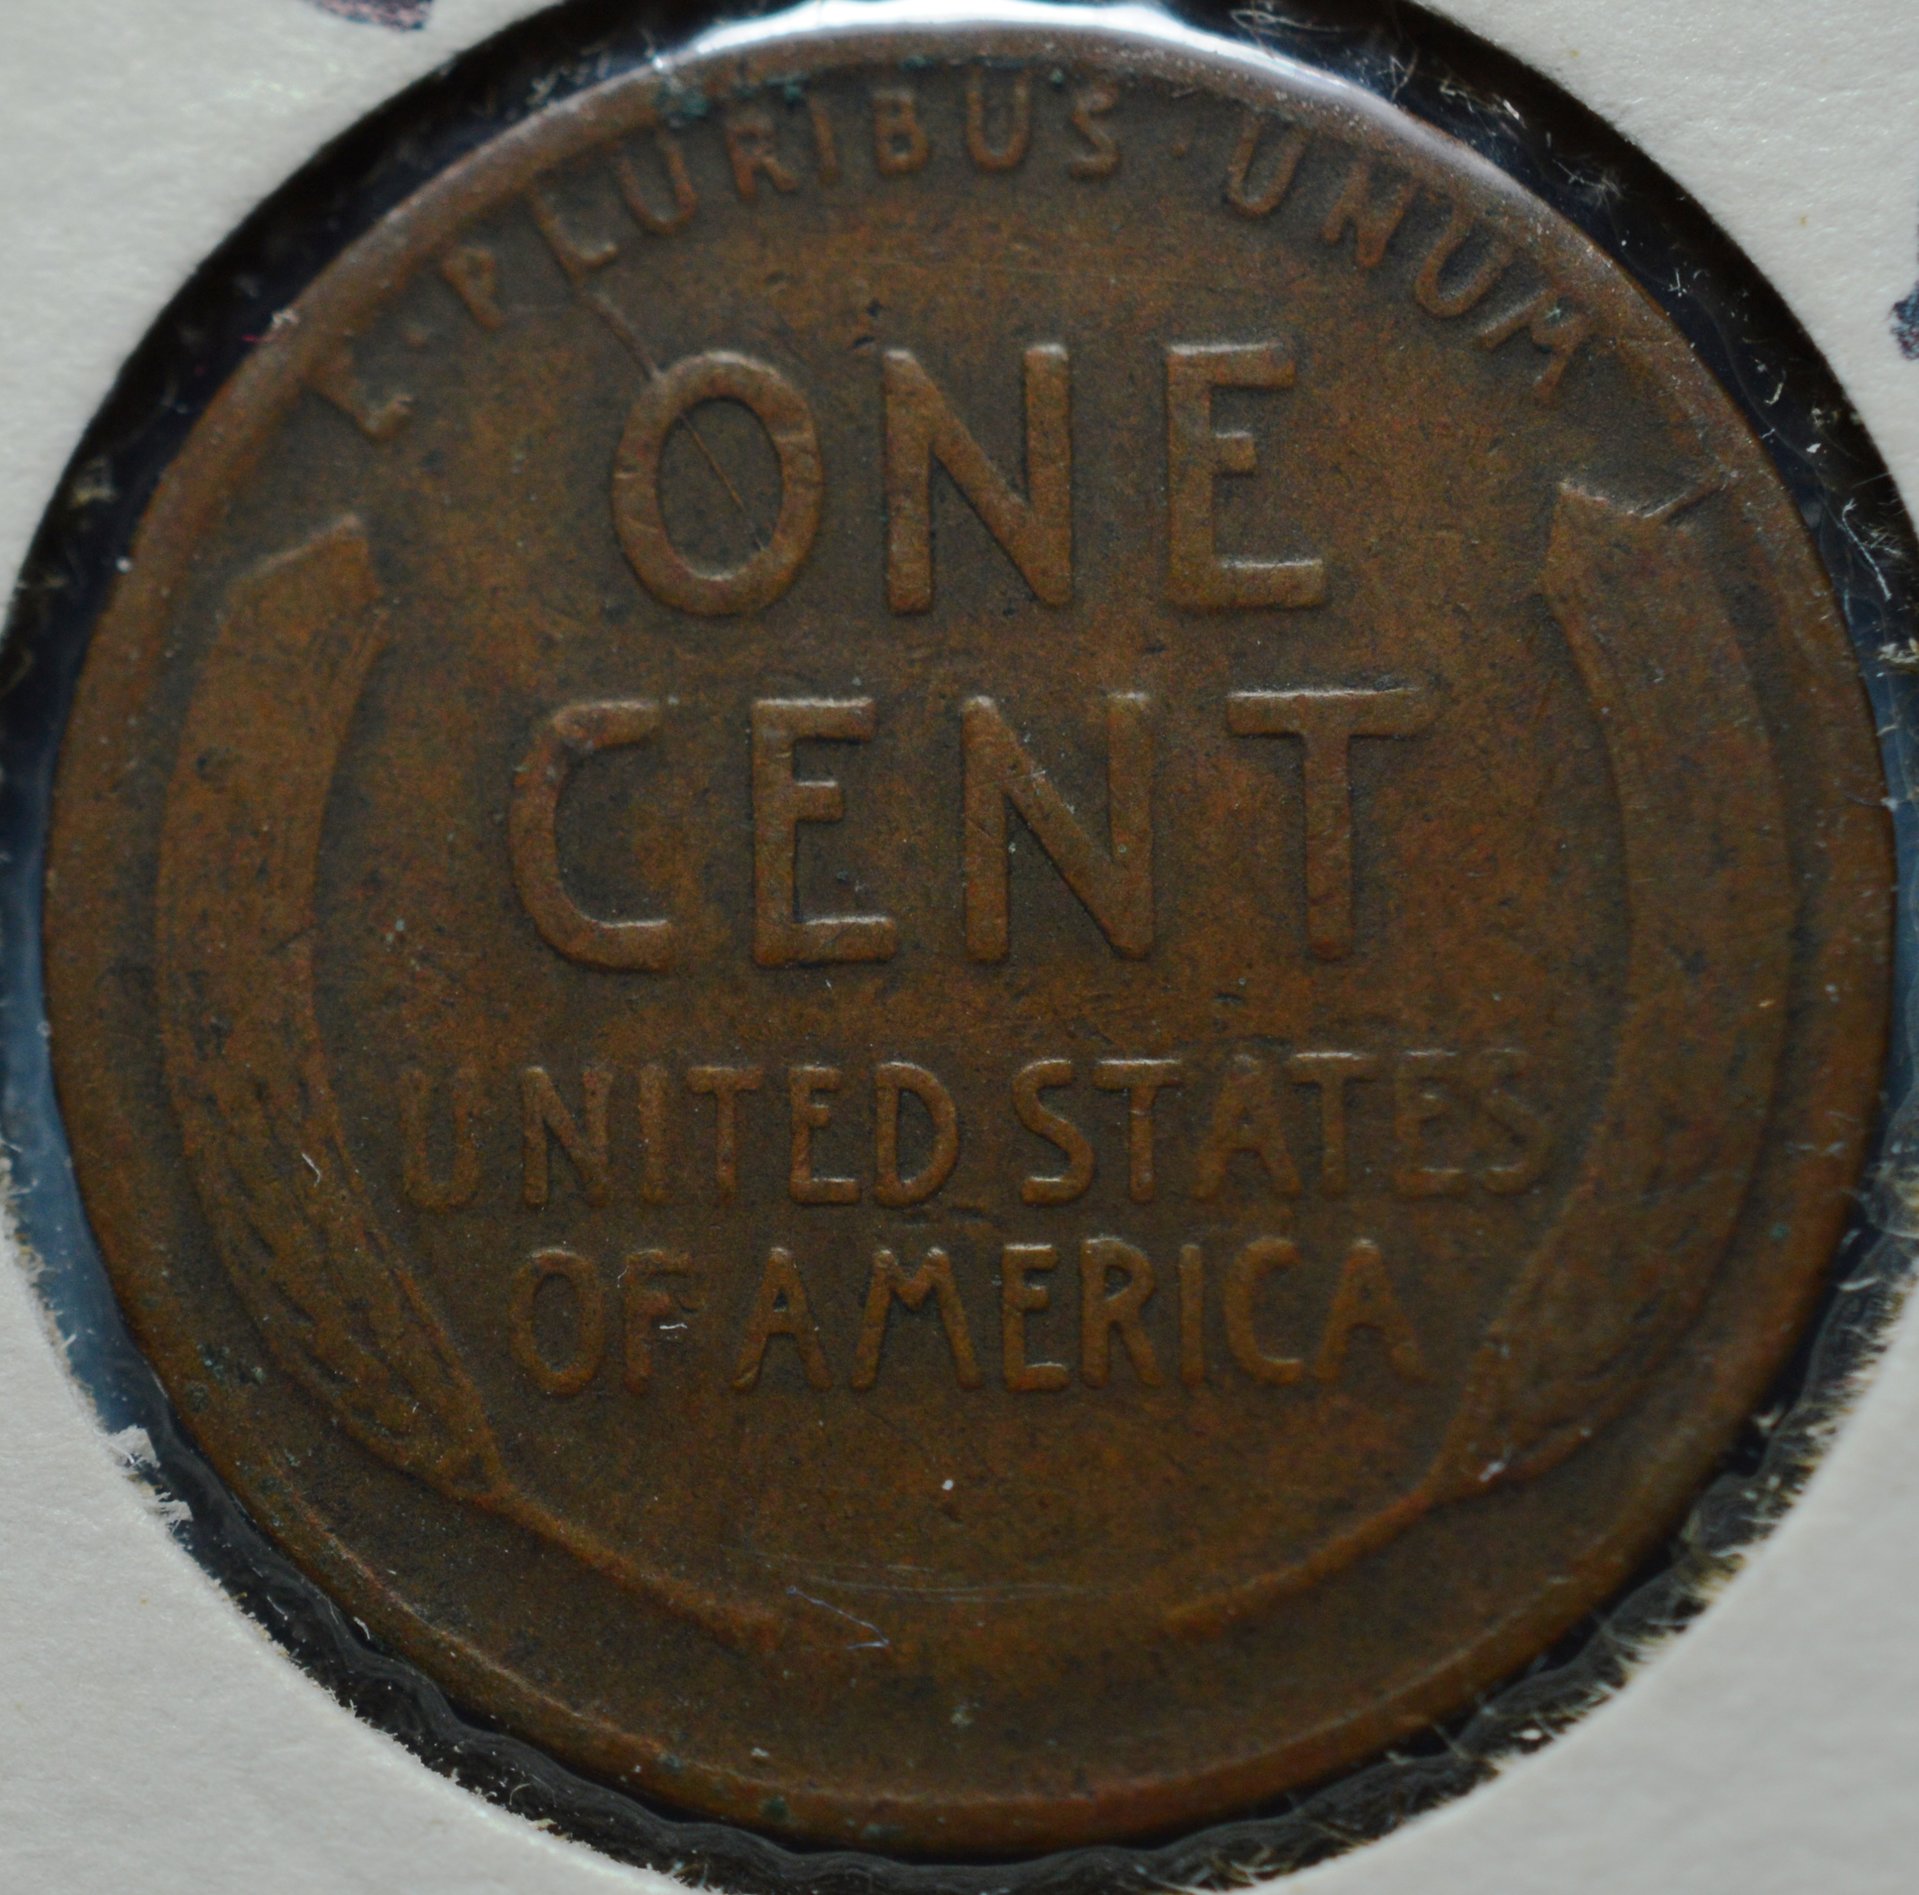 E · PLURIBUS · UNUM
ONE
CENT
UNITED STATES
OF AMERICA